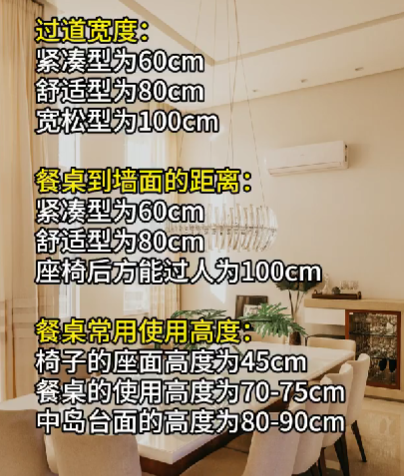 过道宽度：
紧凑型为60cm
舒适型为80cm
宽松型为100cm
餐桌到墙面的距离：
紧凑型为60cm
舒适型为80cm
座椅后方能过人为100cm
餐桌常用使用高度：
椅子的座面高度为45cm
餐桌的使用高度为70-75cm
中岛台面的高度为80-90cm